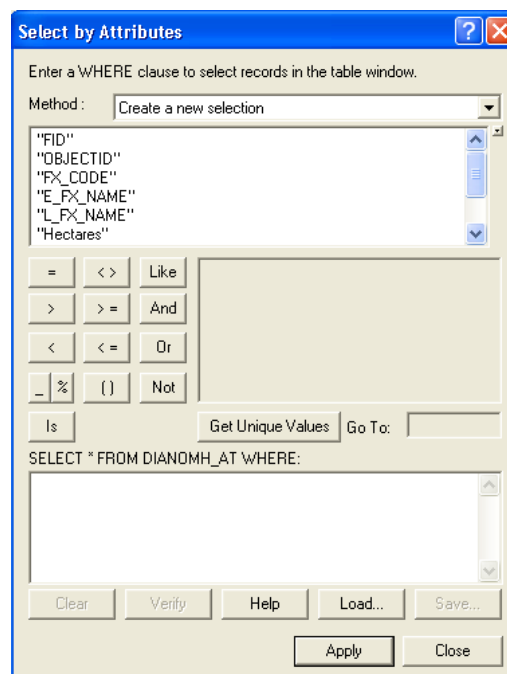 Select by Attributes
Enter a WHERE clause to select records in the table window.
Method : Create a new selection
"FID"
"OBJECTID"
"FX_CODE"
"E_FX_NAME"
"L_FX_NAME"
"Hectares"
= < > Like
> > = And
< < = Or
_ % ( ) Not
Is Get Unique Values Go To:
SELECT * FROM DIANOMH_AT WHERE:
Clear Verify Help Load... Save...
Apply Close